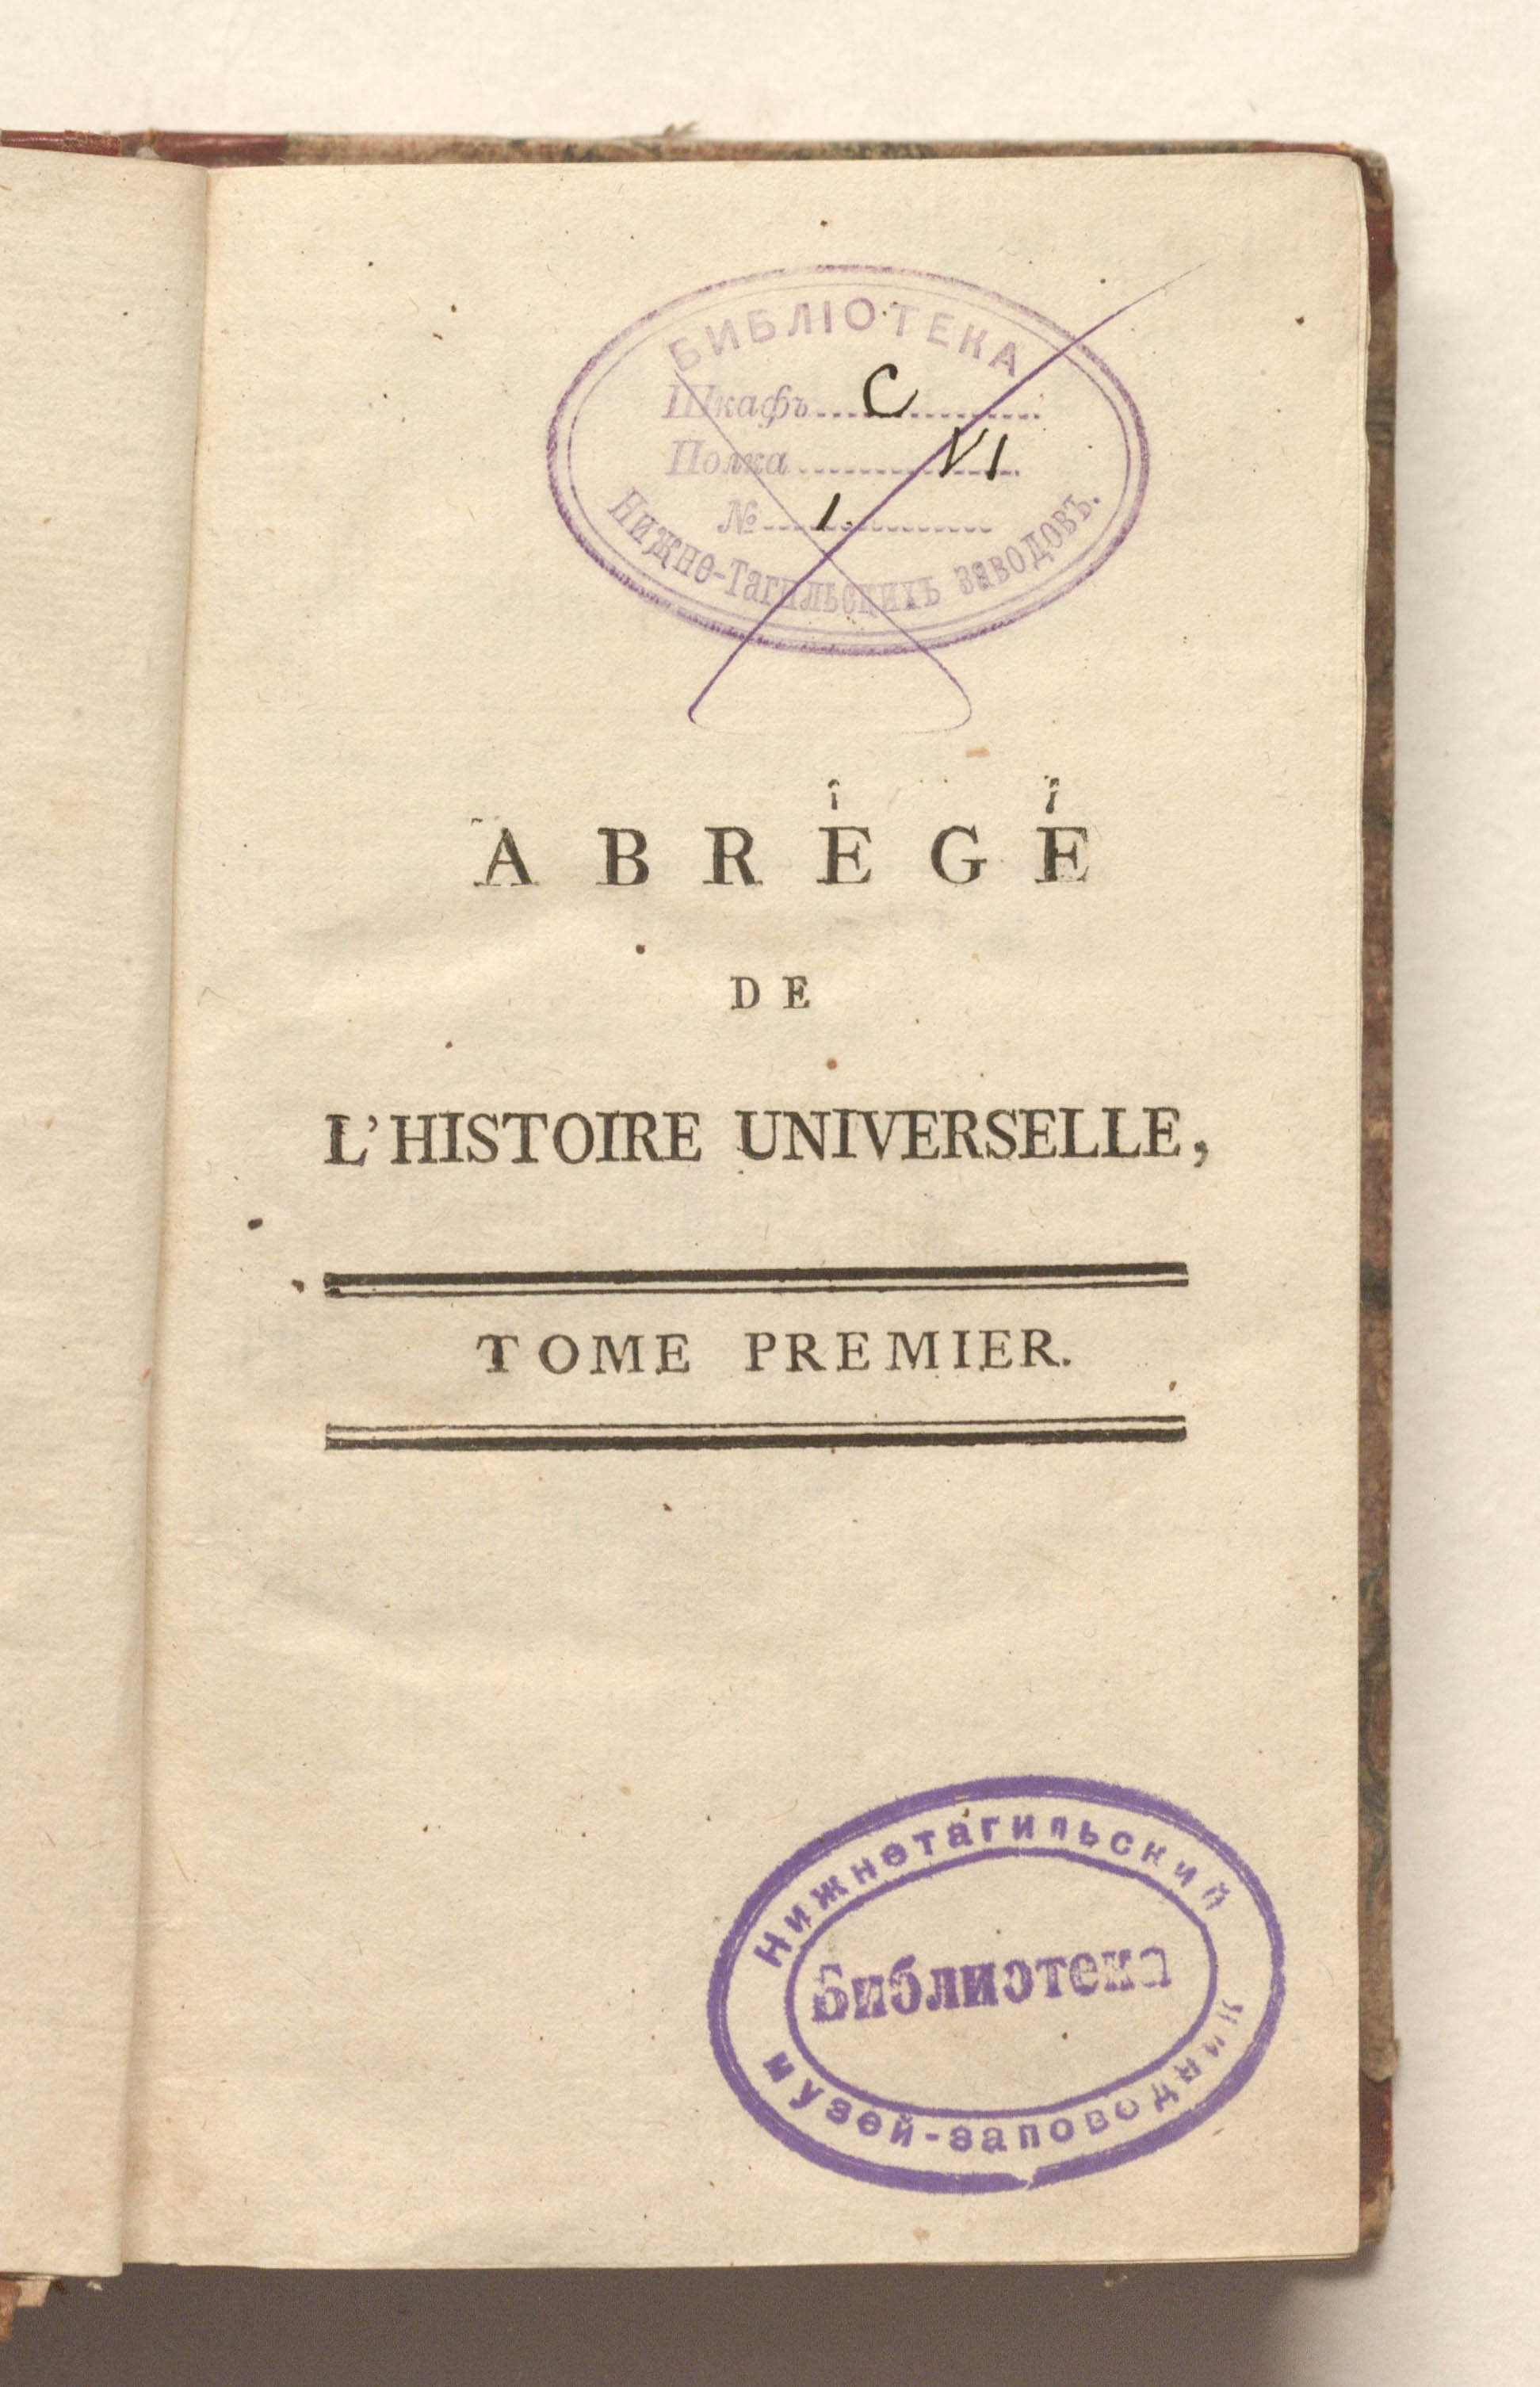 БИБЛІОТЕКА
Шкафъ C
Полка VI
№ 1.
Нижне-Тагильскихъ заводовъ.
ABRÉGÉ
DE
L'HISTOIRE UNIVERSELLE,
TOME PREMIER.
Нижнетагильский
Библиотека
музей-заповедник